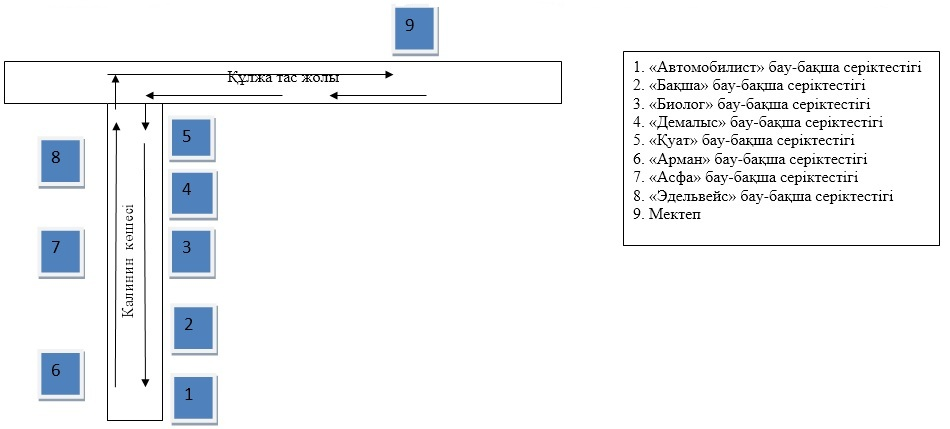 9
Құлжа тас жолы
5
8
4
7
3
Калинин көшесі
2
6
1
1. «Автомобилист» бау-бақша серіктестігі
2. «Бақша» бау-бақша серіктестігі
3. «Биолог» бау-бақша серіктестігі
4. «Демалыс» бау-бақша серіктестігі
5. «Қуат» бау-бақша серіктестігі
6. «Арман» бау-бақша серіктестігі
7. «Асфа» бау-бақша серіктестігі
8. «Эдельвейс» бау-бақша серіктестігі
9. Мектеп